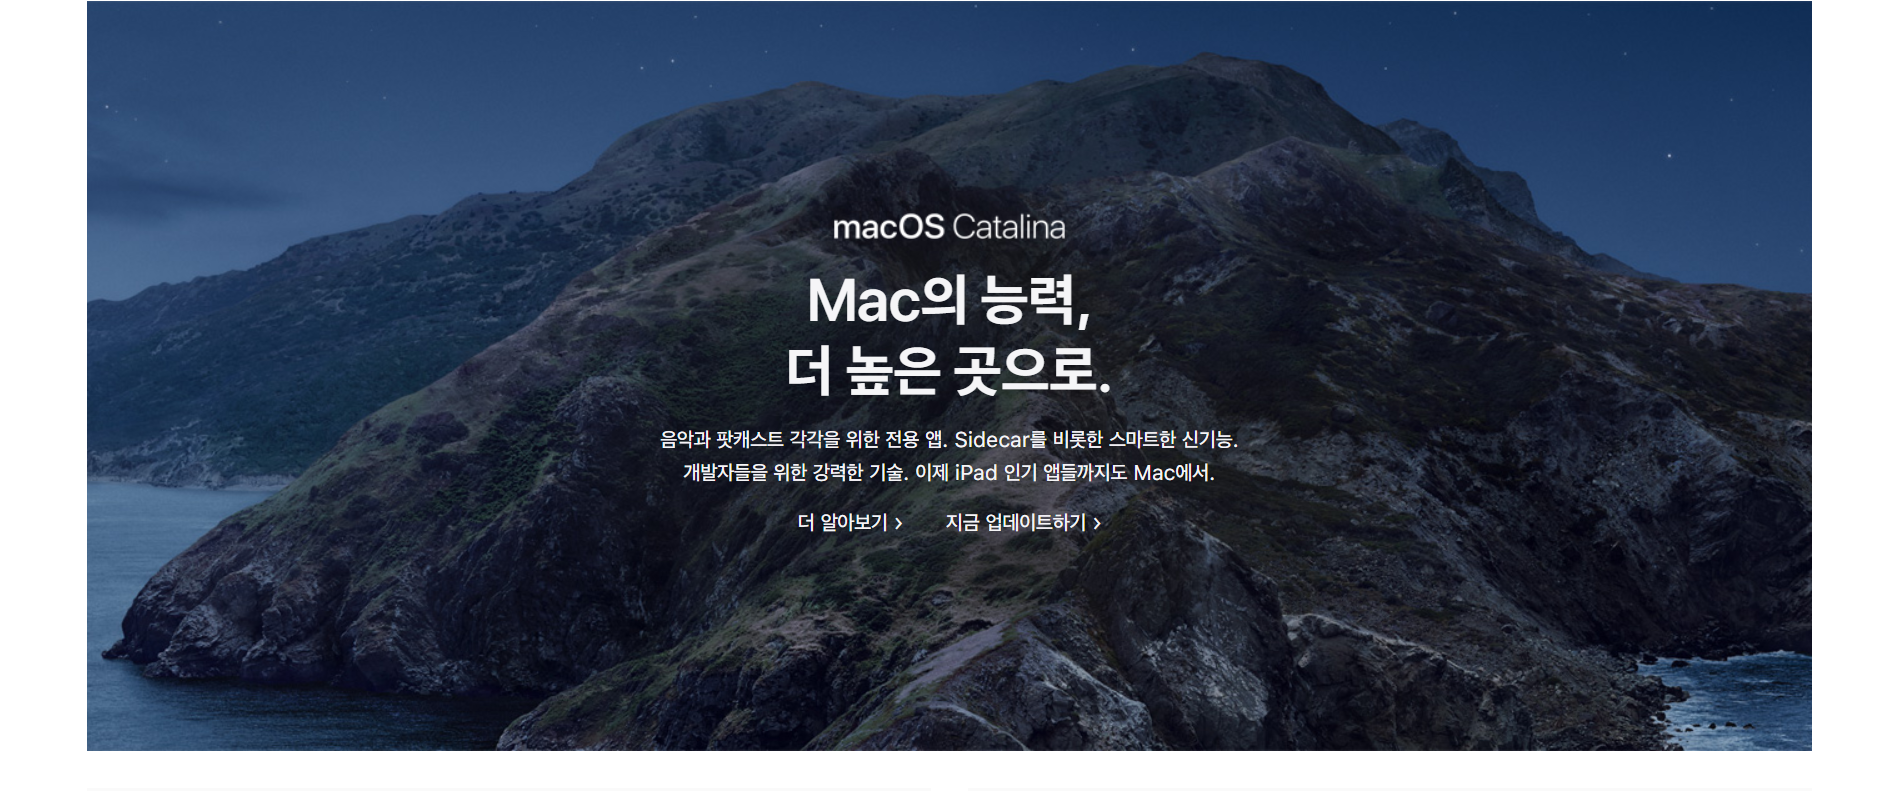 macOS Catalina
Mac의 능력,
더 높은 곳으로.
음악과 팟캐스트 각각을 위한 전용 앱. Sidecar를 비롯한 스마트한 신기능.
개발자들을 위한 강력한 기술. 이제 iPad 인기 앱들까지도 Mac에서.
더 알아보기 > 지금 업데이트하기 >